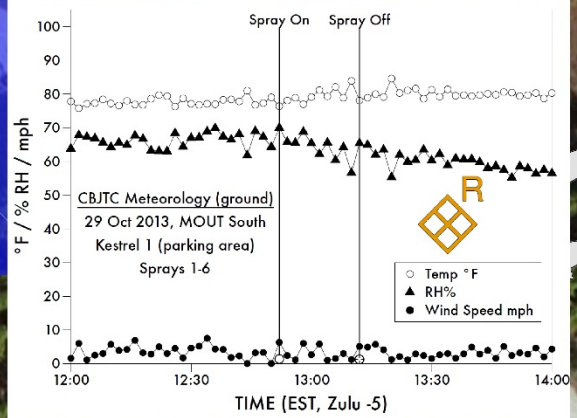 Spray On Spray Off
100
90
80
70
60
50
40
30
20
10
0
°F / % RH / mph
CBJTC Meteorology (ground)
29 Oct 2013, MOUT South
Kestrel 1 (parking area)
Sprays 1-6
R
Temp °F
RH%
Wind Speed mph
12:00 12:30 13:00 13:30 14:00
TIME (EST, Zulu -5)